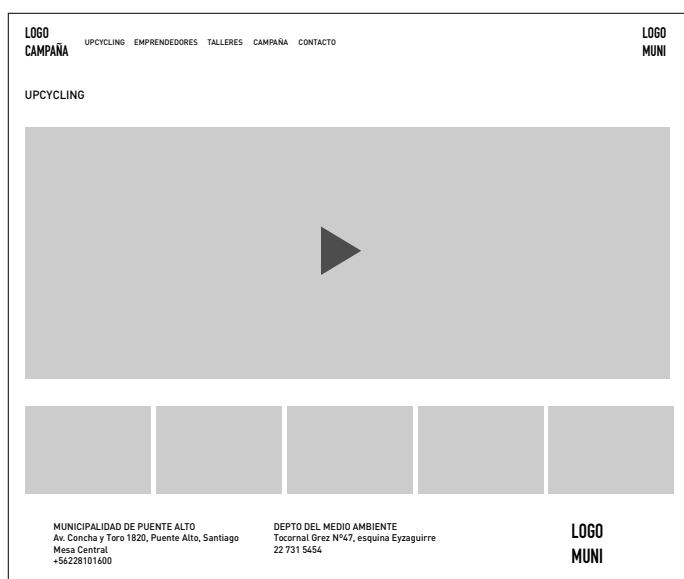 LOGO
CAMPAÑA
UPCYCLING EMPRENDEDORES TALLERES CAMPAÑA CONTACTO
LOGO
MUNI
UPCYCLING
MUNICIPALIDAD DE PUENTE ALTO
Av. Concha y Toro 1820, Puente Alto, Santiago
Mesa Central
+56228101600
DEPTO DEL MEDIO AMBIENTE
Tocornal Grez Nº47, esquina Eyzaguirre
22 731 5454
LOGO
MUNI